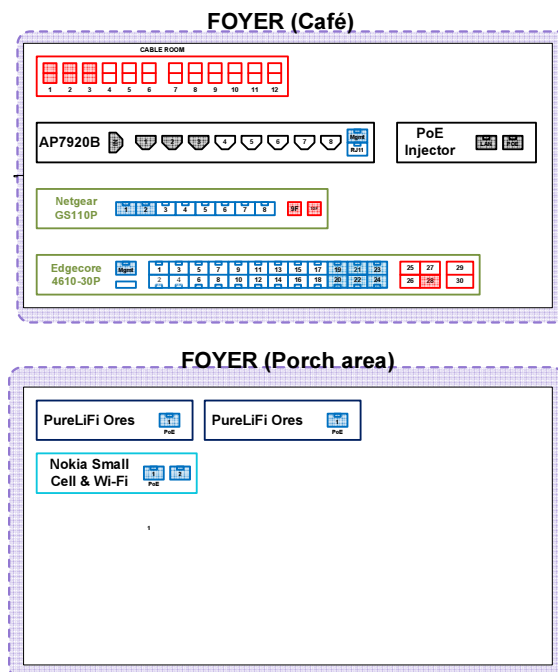 FOYER (Café)
CABLE ROOM
1 2 3 4 5 6 7 8 9 10 11 12
AP7920B
1 2 3 4 5 6 7 8
Mgmt
RJ11
PoE
Injector
LAN POE
Netgear
GS110P
1 2 3 4 5 6 7 8
9F
Edgecore
4610-30P
Mgmt
1 3 5 7 9 11 13 15 17 19 21 23
2 4 6 8 10 12 14 16 18 20 22 24
25 27 29
26 28 30
FOYER (Porch area)
PureLiFi Ores
1
PoE
PureLiFi Ores
1
PoE
Nokia Small
Cell & Wi-Fi
1 2
PoE
1